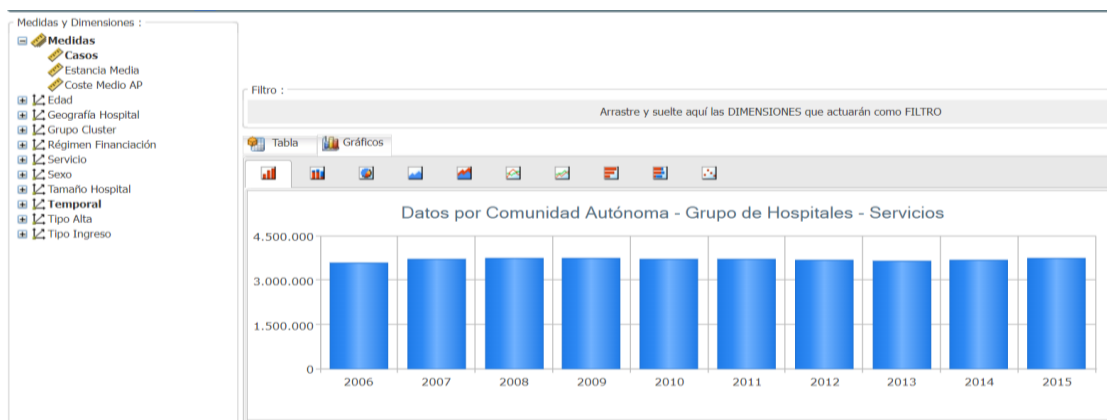 Medidas y Dimensiones :
Medidas
Casos
Estancia Media
Coste Medio AP
Edad
Geografía Hospital
Grupo Cluster
Régimen Financiación
Servicio
Sexo
Tamaño Hospital
Temporal
Tipo Alta
Tipo Ingreso
Filtro :
Arrastre y suelte aquí las DIMENSIONES que actuarán como FILTRO
Tabla Gráficos
Datos por Comunidad Autónoma - Grupo de Hospitales - Servicios
4.500.000
3.000.000
1.500.000
0
2006 2007 2008 2009 2010 2011 2012 2013 2014 2015